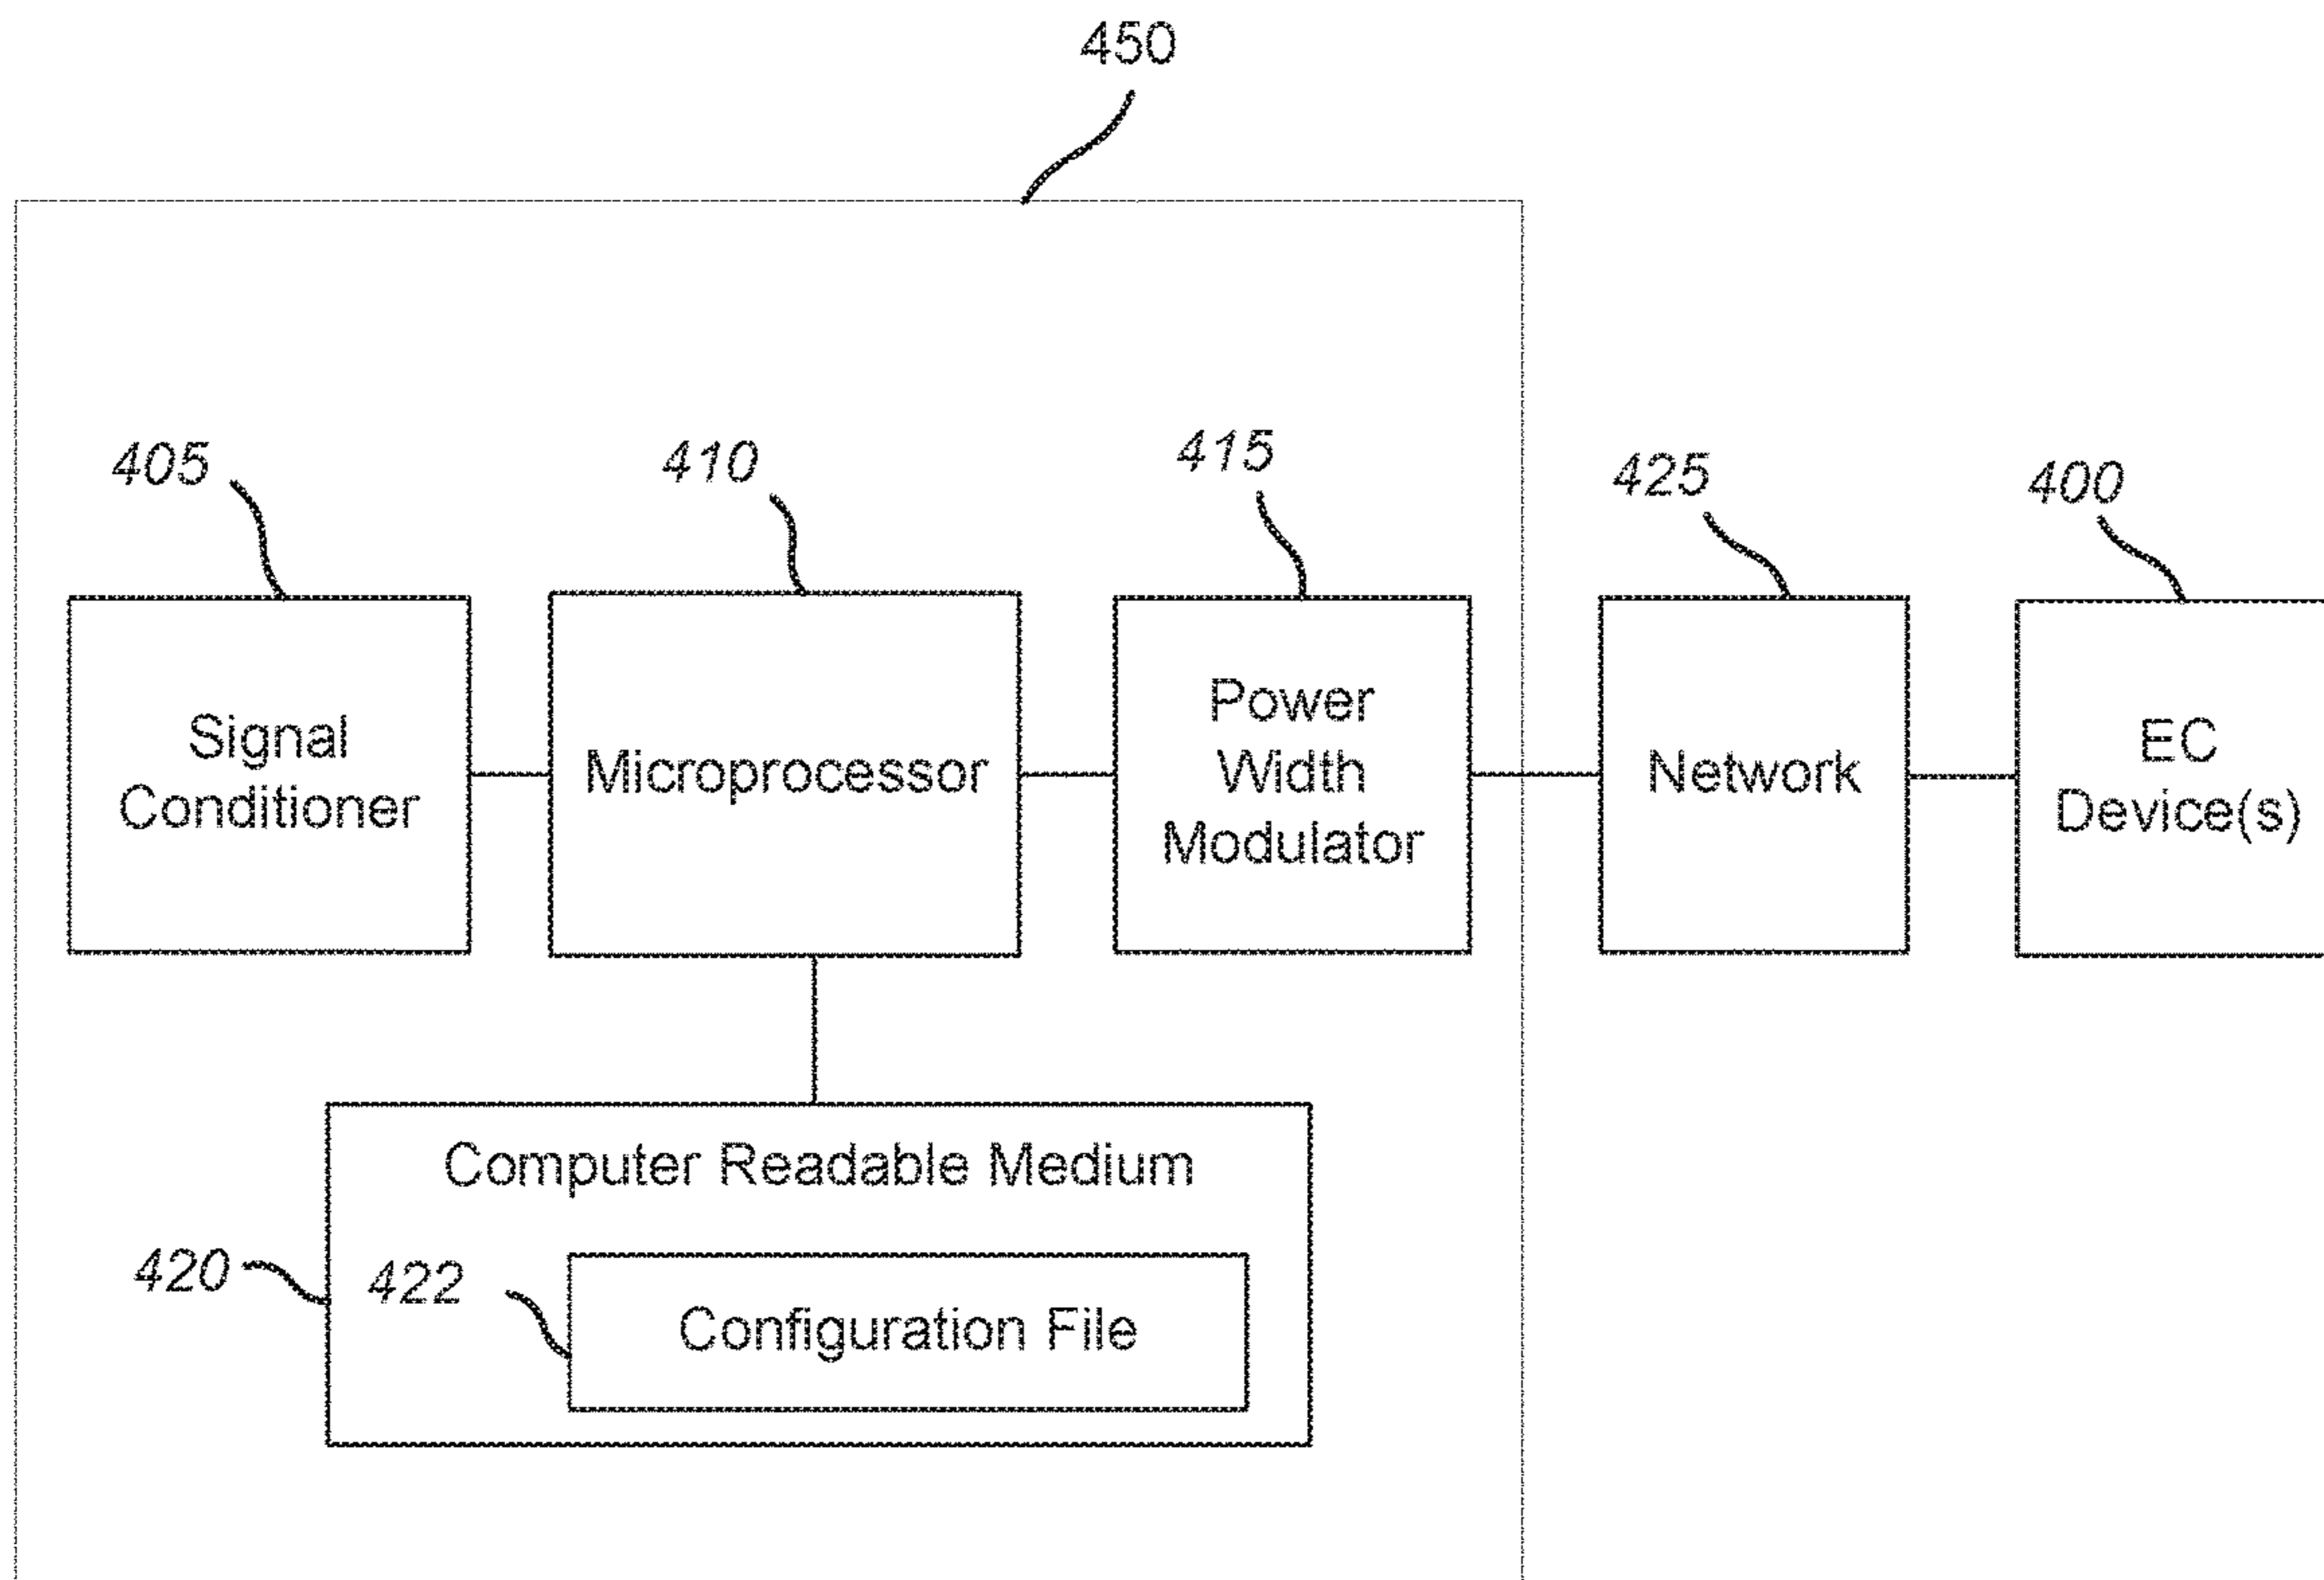 450
405
410
415
425
400
Signal
Conditioner
Microprocessor
Power
Width
Modulator
Network
EC
Device(s)
Computer Readable Medium
420
422
Configuration File